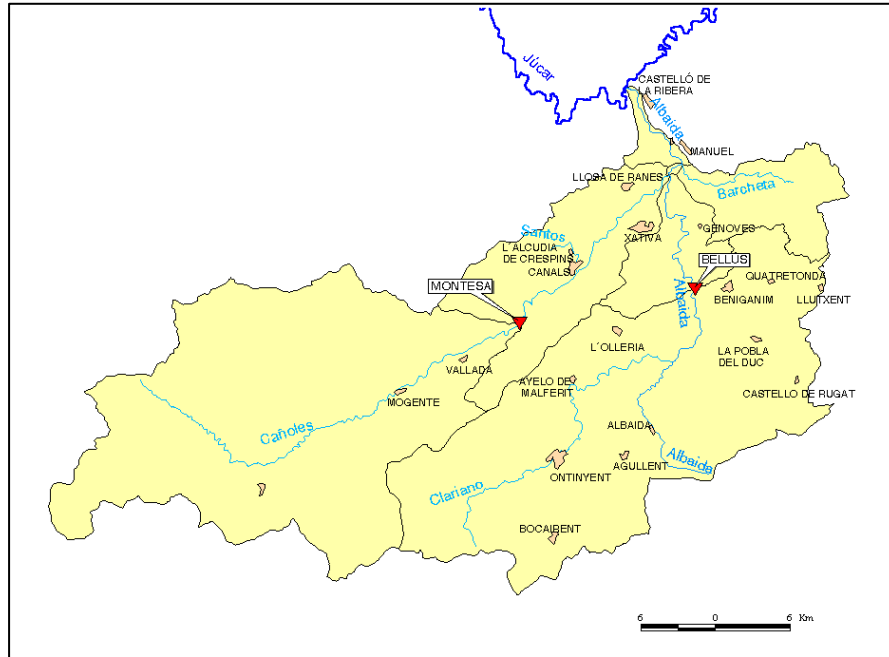 Júcar
CASTELLÓ DE
LA RIBERA
Albaida
MANUEL
LLOSA DE RANES
Barcheta
Santos
XATIVA
GENOVES
L´ALCUDIA
DE CRESPINS
CANALS
BELLUS
MONTESA
QUATRETONDA
Albaida
BENIGANIM
LLUTXENT
L´OLLERIA
LA POBLA
DEL DUC
VALLADA
AYELO DE
MALFERIT
MOGENTE
CASTELLO DE RUGAT
Cañoles
ALBAIDA
Albaida
AGULLENT
ONTINYENT
Clariano
BOCAIRENT
6 0 6 Km